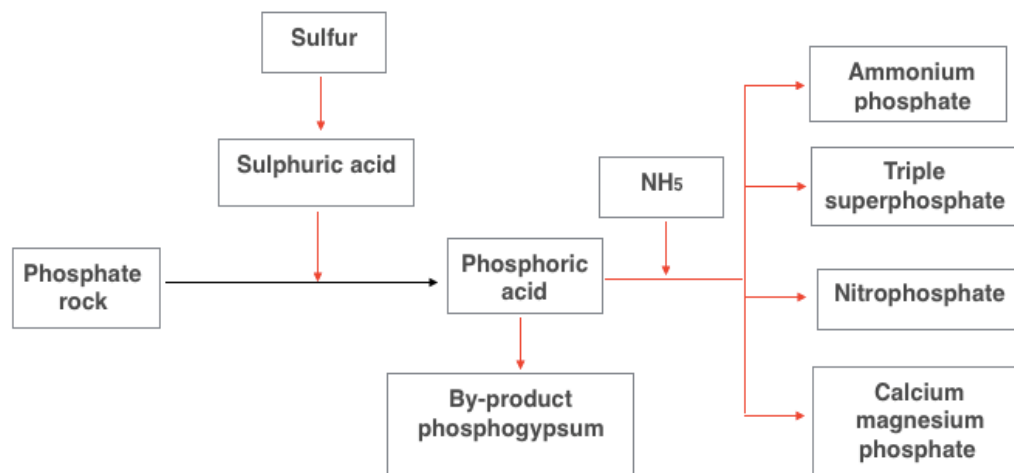 Sulfur
Ammonium
phosphate
Sulphuric acid
NH₅
Triple
superphosphate
Phosphate
rock
Phosphoric
acid
Nitrophosphate
By-product
phosphogypsum
Calcium
magnesium
phosphate